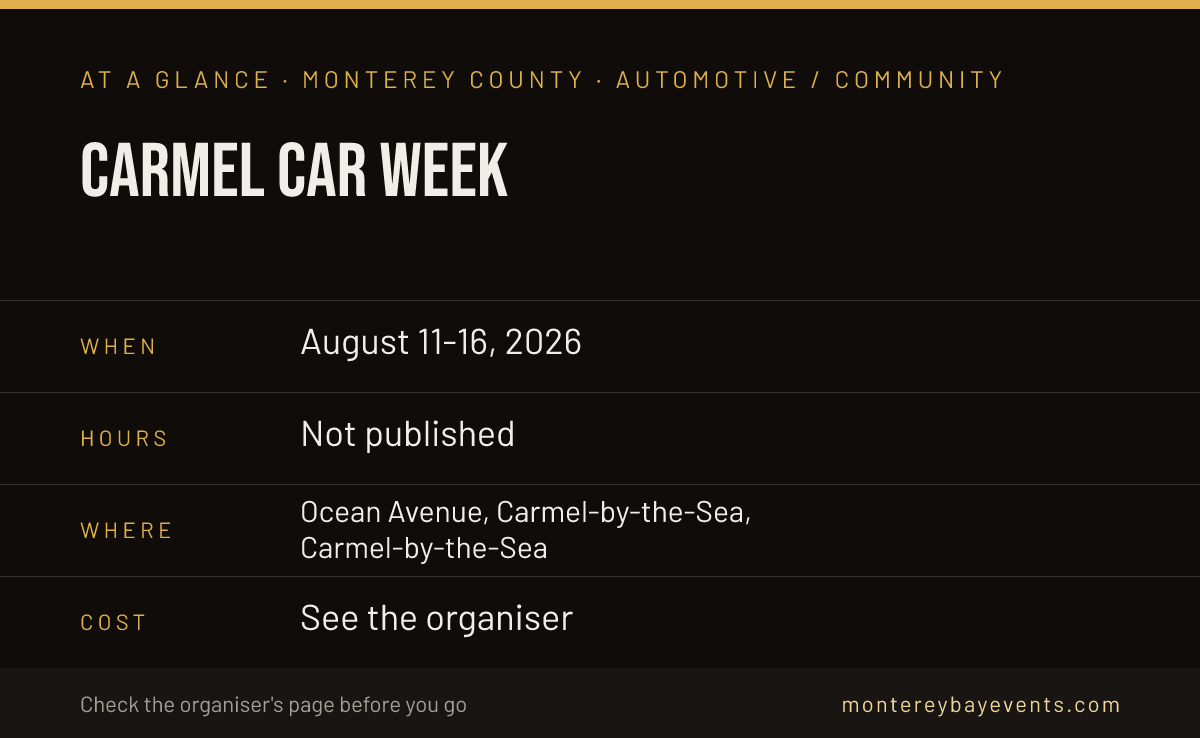 AT A GLANCE · MONTEREY COUNTY · AUTOMOTIVE / COMMUNITY
CARMEL CAR WEEK
WHEN
August 11-16, 2026
HOURS
Not published
WHERE
Ocean Avenue, Carmel-by-the-Sea,
Carmel-by-the-Sea
COST
See the organiser
Check the organiser's page before you go
montereybayevents.com